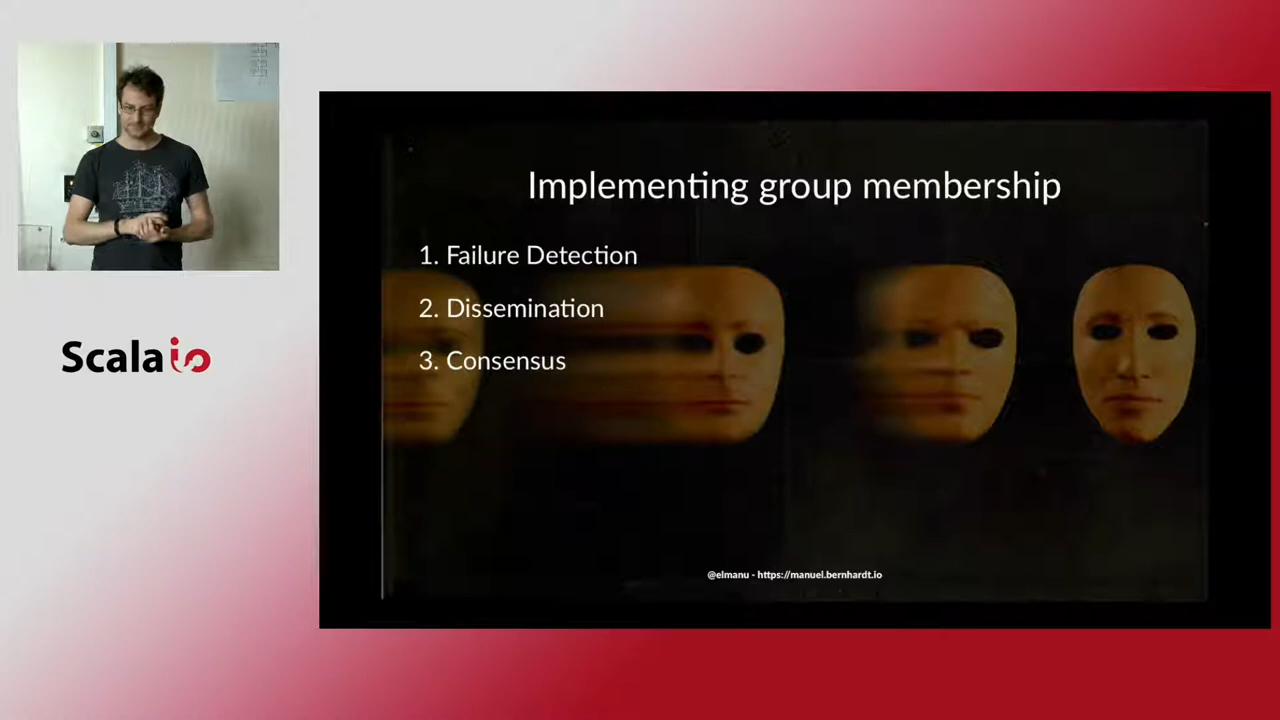 Implementing group membership
1. Failure Detection
2. Dissemination
3. Consensus
Scala io
@elmanu - https://manuel.bernhardt.io